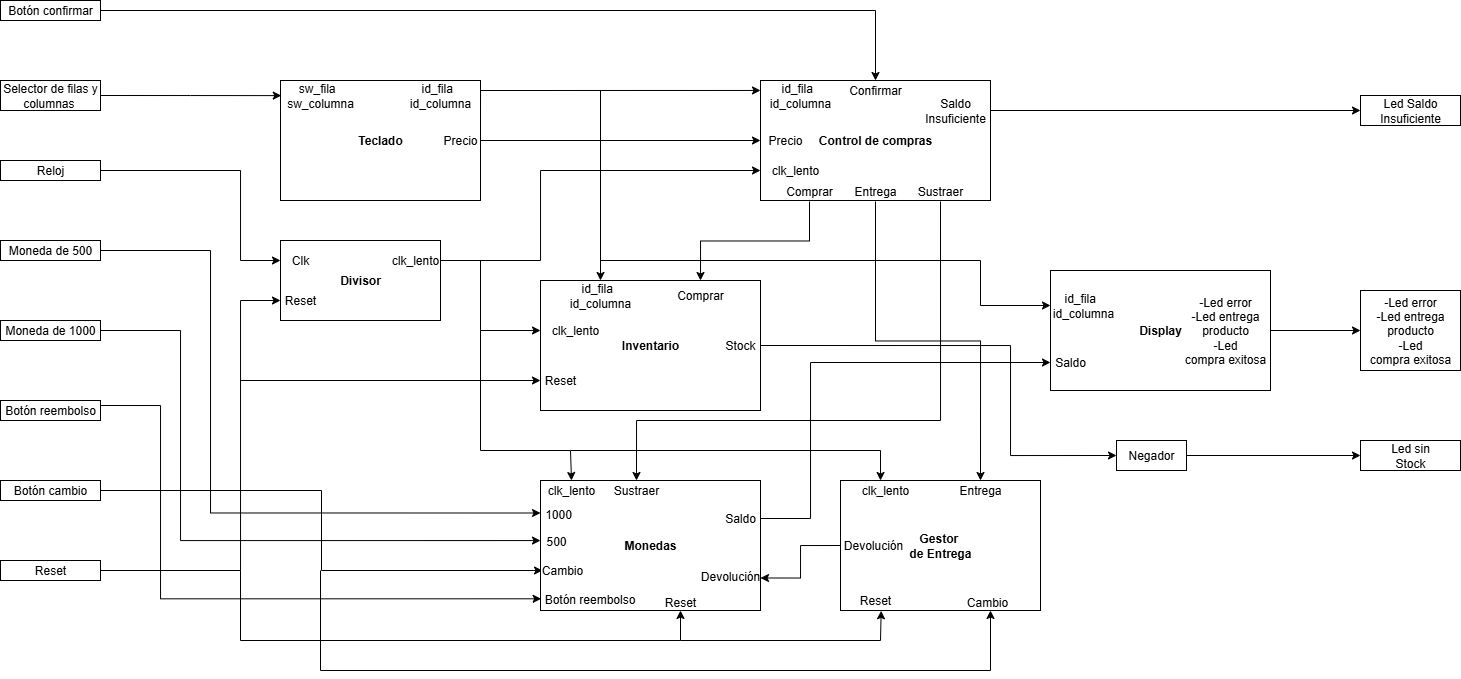 Botón confirmar
Selector de filas y
columnas
Reloj
Moneda de 500
Moneda de 1000
Botón reembolso
Botón cambio
Reset
sw_fila
sw_columna
id_fila
id_columna
Teclado
Precio
Clk
clk_lento
Divisor
Reset
id_fila
id_columna
Confirmar
Saldo
Insuficiente
Precio
Control de compras
clk_lento
Comprar
Entrega
Sustraer
id_fila
id_columna
Comprar
clk_lento
Inventario
Stock
Reset
id_fila
id_columna
Display
Saldo
-Led error
-Led entrega
producto
-Led
compra exitosa
clk_lento
Sustraer
1000
Saldo
500
Monedas
Cambio
Devolución
Botón reembolso
Reset
clk_lento
Entrega
Devolución
Gestor
de Entrega
Reset
Cambio
Negador
Led Saldo
Insuficiente
-Led error
-Led entrega
producto
-Led
compra exitosa
Led sin
Stock